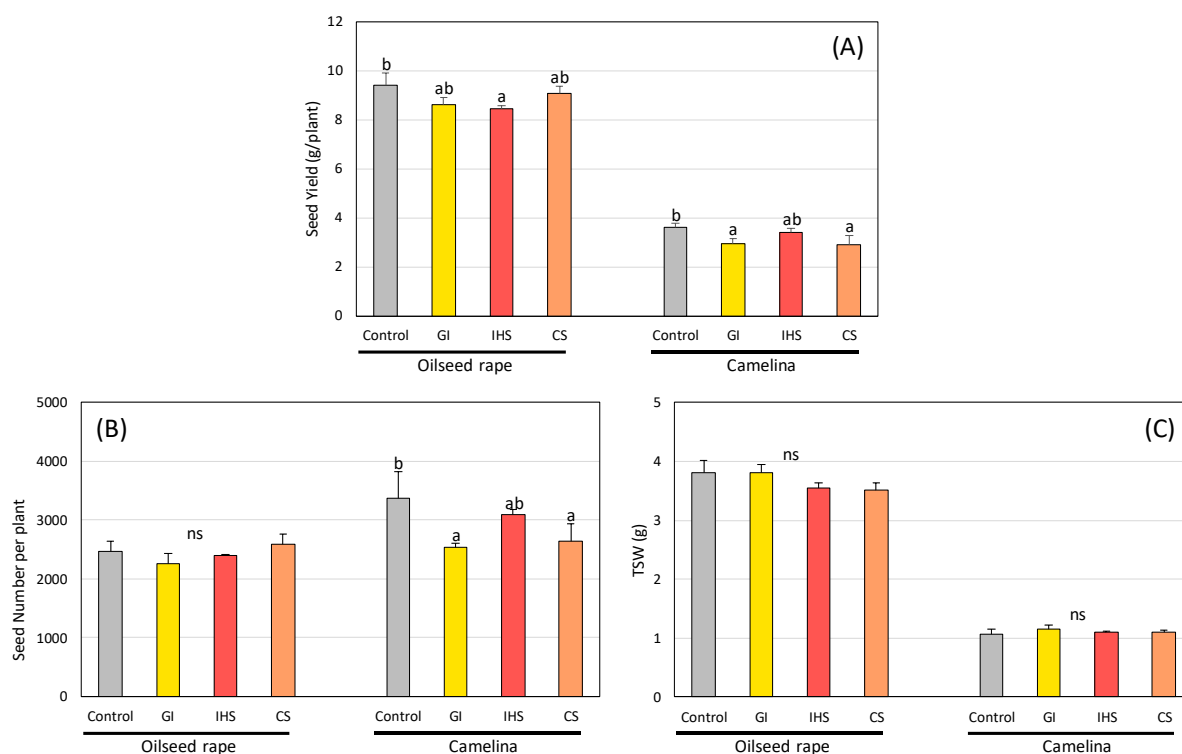 (A)
Seed Yield (g/plant)
12
10
8
6
4
2
0
b
ab
a
ab
b
a
ab
a
Control GI IHS CS Control GI IHS CS
Oilseed rape Camelina
(B)
Seed Number per plant
5000
4000
3000
2000
1000
0
ns
b
a
ab
a
Control GI IHS CS Control GI IHS CS
Oilseed rape Camelina
(C)
TSW (g)
5
4
3
2
1
0
ns
ns
Control GI IHS CS Control GI IHS CS
Oilseed rape Camelina